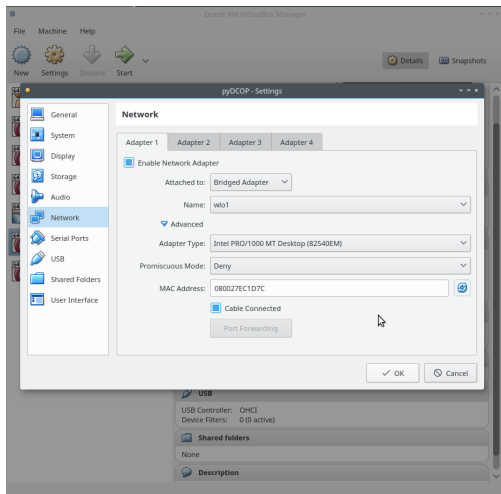 Oracle VM VirtualBox Manager
File Machine Help
New Settings Discard Start Details Snapshots
pyDCOP - Settings
General
System
Display
Storage
Audio
Network
Serial Ports
USB
Shared Folders
User Interface
Network
Adapter 1 Adapter 2 Adapter 3 Adapter 4
Enable Network Adapter
Attached to: Bridged Adapter
Name: wlo1
Advanced
Adapter Type: Intel PRO/1000 MT Desktop (82540EM)
Promiscuous Mode: Deny
MAC Address: 080027EC1D7C
Cable Connected
Port Forwarding
OK Cancel
USB
USB Controller: OHCI
Device Filters: 0 (0 active)
Shared folders
None
Description